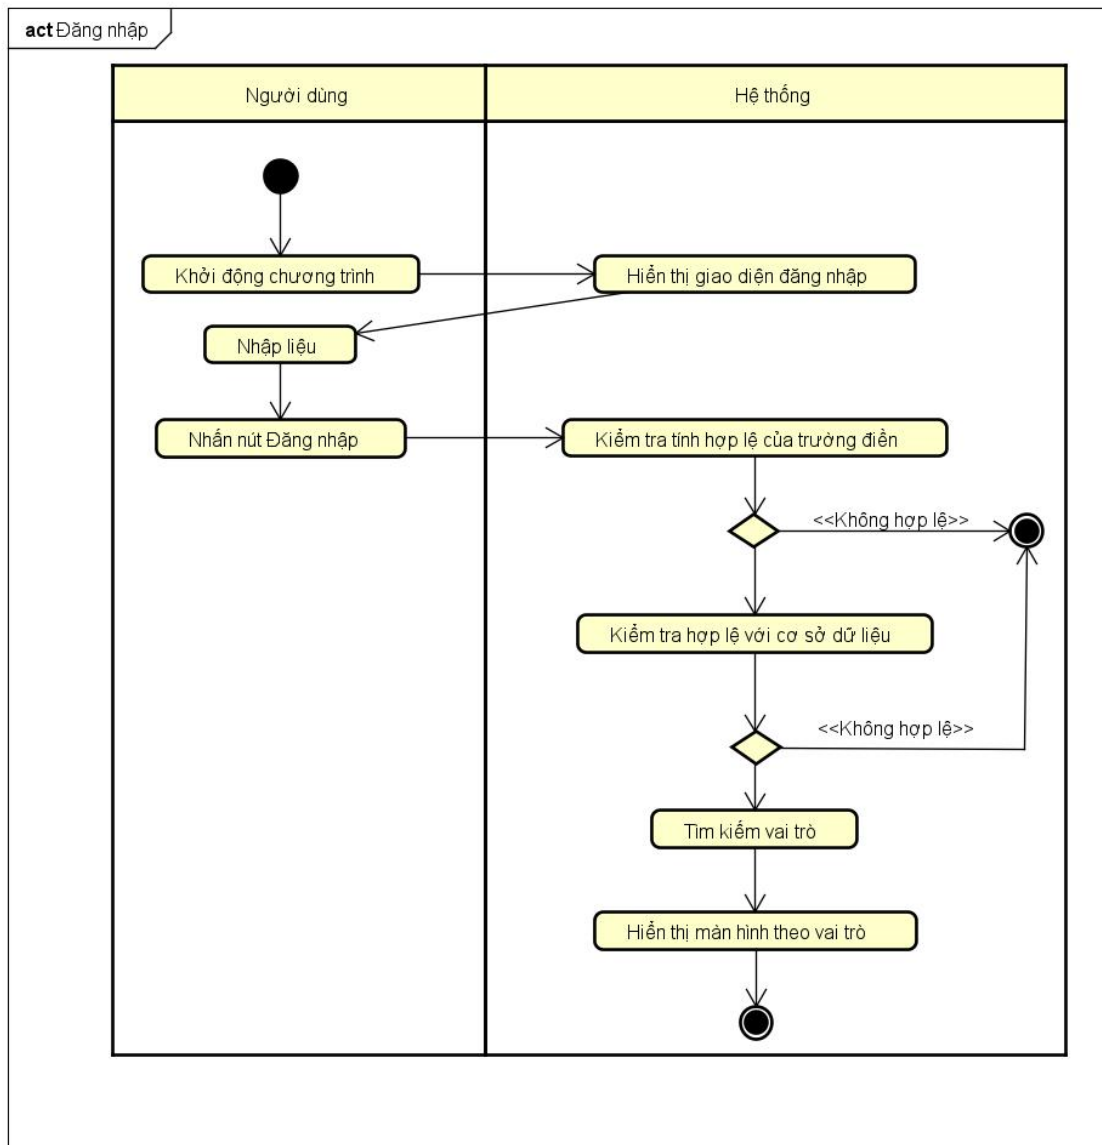 act Đăng nhập
Người dùng
Hệ thống
Khởi động chương trình
Hiển thị giao diện đăng nhập
Nhập liệu
Nhấn nút Đăng nhập
Kiểm tra tính hợp lệ của trường điền
<<Không hợp lệ>>
Kiểm tra hợp lệ với cơ sở dữ liệu
<<Không hợp lệ>>
Tìm kiếm vai trò
Hiển thị màn hình theo vai trò